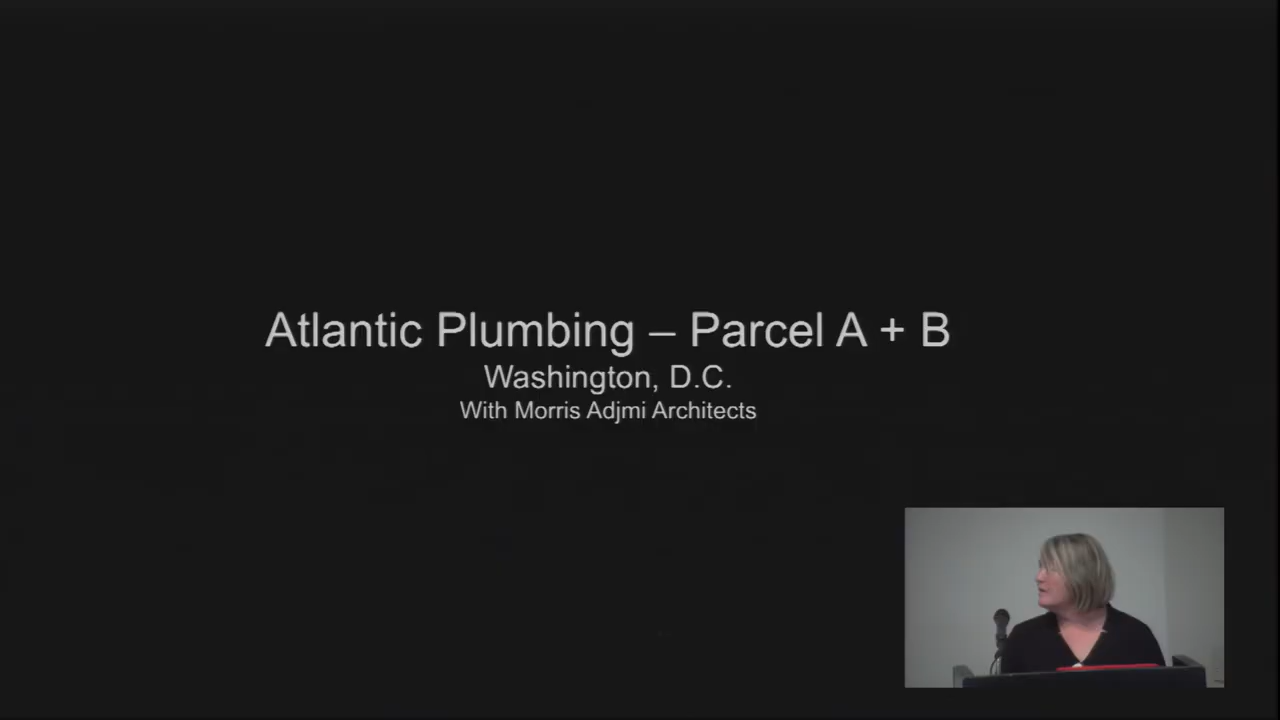 Atlantic Plumbing – Parcel A + B
Washington, D.C.
With Morris Adjmi Architects